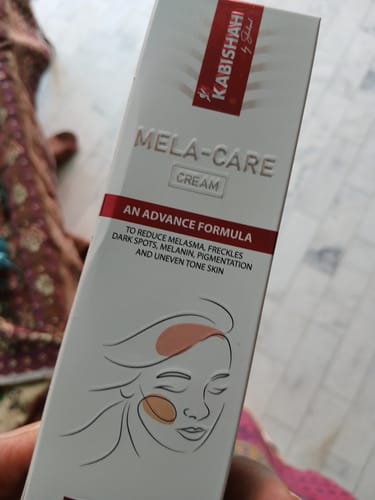 KABISHAHI
MELA-CARE
CREAM
AN ADVANCE FORMULA
TO REDUCE MELASMA, FRECKLES
DARK SPOTS, MELANIN, PIGMENTATION
AND UNEVEN TONE SKIN